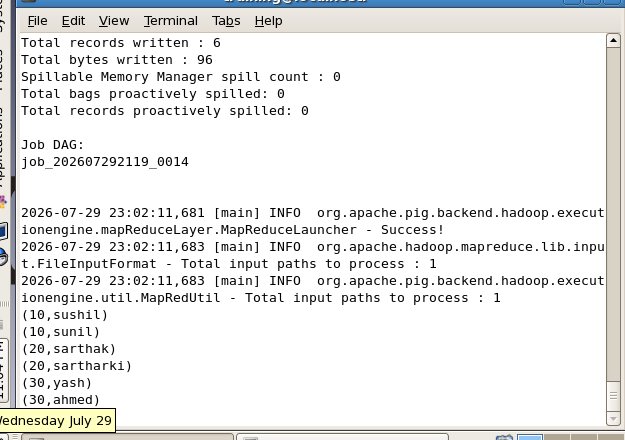 File Edit View Terminal Tabs Help
Total records written : 6
Total bytes written : 96
Spillable Memory Manager spill count : 0
Total bags proactively spilled: 0
Total records proactively spilled: 0
Job DAG:
job_202607292119_0014
2026-07-29 23:02:11,681 [main] INFO  org.apache.pig.backend.hadoop.execut
ionengine.mapReduceLayer.MapReduceLauncher - Success!
2026-07-29 23:02:11,683 [main] INFO  org.apache.hadoop.mapreduce.lib.inpu
t.FileInputFormat - Total input paths to process : 1
2026-07-29 23:02:11,683 [main] INFO  org.apache.pig.backend.hadoop.execut
ionengine.util.MapRedUtil - Total input paths to process : 1
(10,sushil)
(10,sunil)
(20,sarthak)
(20,sartharki)
(30,yash)
(30,ahmed)
ednesday July 29